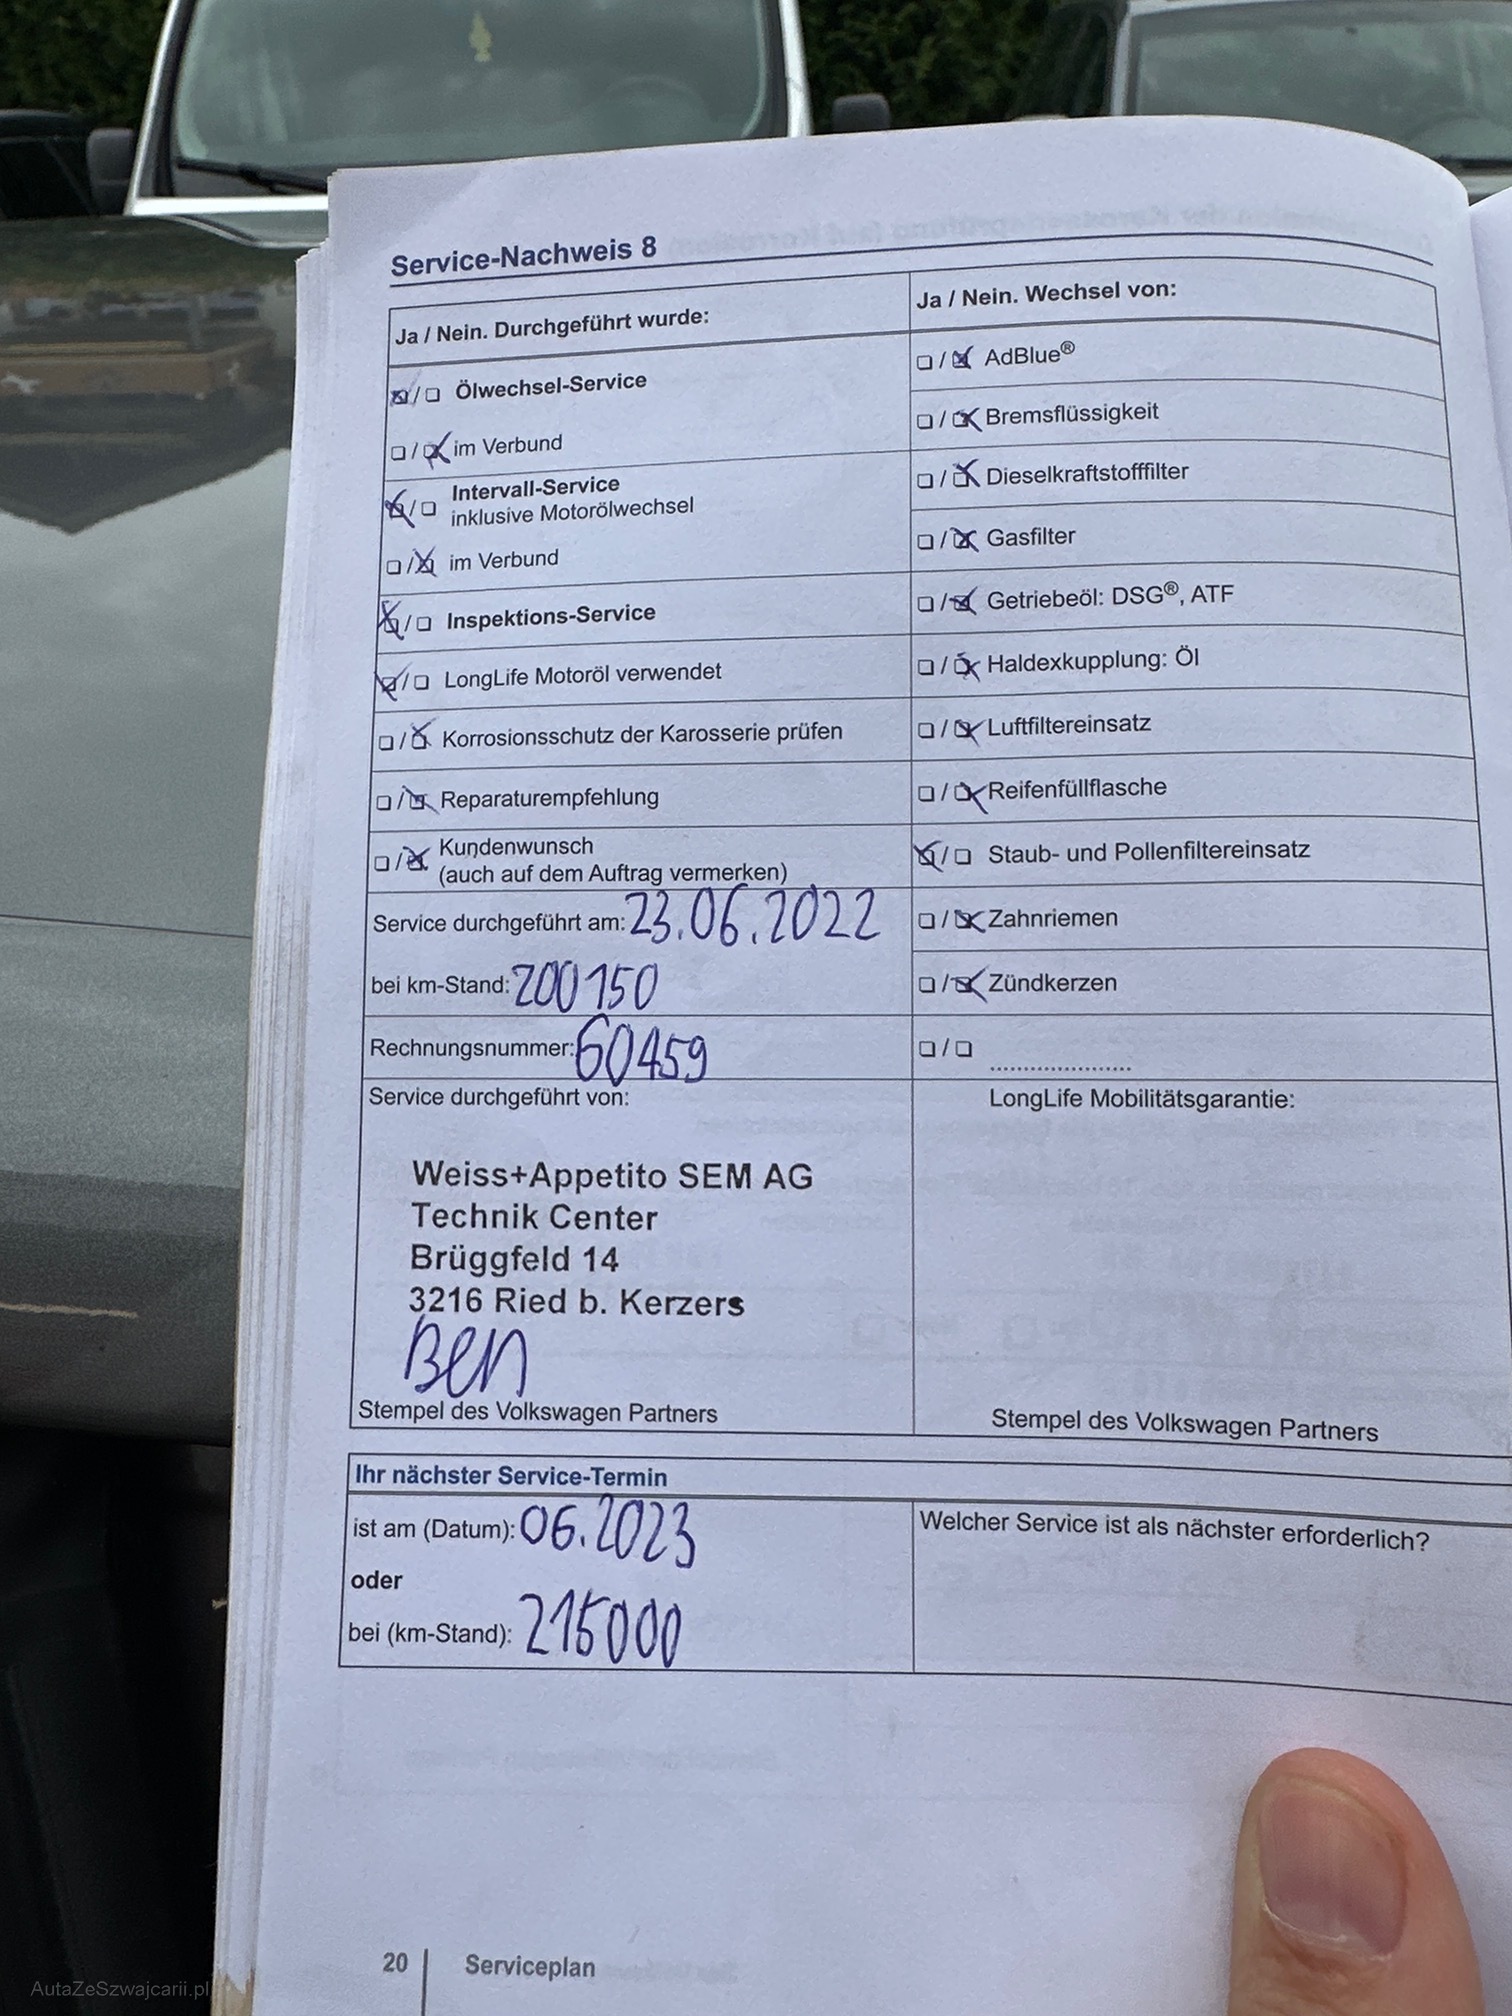 Service-Nachweis 8
Ja / Nein. Durchgeführt wurde:
☒/☐ Ölwechsel-Service
☐/☒ im Verbund
☒/☐ Intervall-Service
inklusive Motorölwechsel
☐/☒ im Verbund
☒/☐ Inspektions-Service
☒/☐ LongLife Motoröl verwendet
☐/☒ Korrosionsschutz der Karosserie prüfen
☐/☒ Reparaturempfehlung
☐/☒ Kundenwunsch
(auch auf dem Auftrag vermerken)
Service durchgeführt am: 23.06.2022
bei km-Stand: 200150
Rechnungsnummer: 60459
Ja / Nein. Wechsel von:
☐/☒ AdBlue®
☐/☒ Bremsflüssigkeit
☐/☒ Dieselkraftstofffilter
☐/☒ Gasfilter
☐/☒ Getriebeöl: DSG®, ATF
☐/☒ Haldexkupplung: Öl
☐/☒ Luftfiltereinsatz
☐/☒ Reifenfüllflasche
☒/☐ Staub- und Pollenfiltereinsatz
☐/☒ Zahnriemen
☐/☒ Zündkerzen
☐/☐ ......................
Service durchgeführt von:
Weiss+Appetito SEM AG
Technik Center
Brüggfeld 14
3216 Ried b. Kerzers
Ben
Stempel des Volkswagen Partners
LongLife Mobilitätsgarantie:
Stempel des Volkswagen Partners
Ihr nächster Service-Termin
ist am (Datum): 06.2023
oder
bei (km-Stand): 215000
Welcher Service ist als nächster erforderlich?
20 Serviceplan
AutaZeSzwajcarii.pl